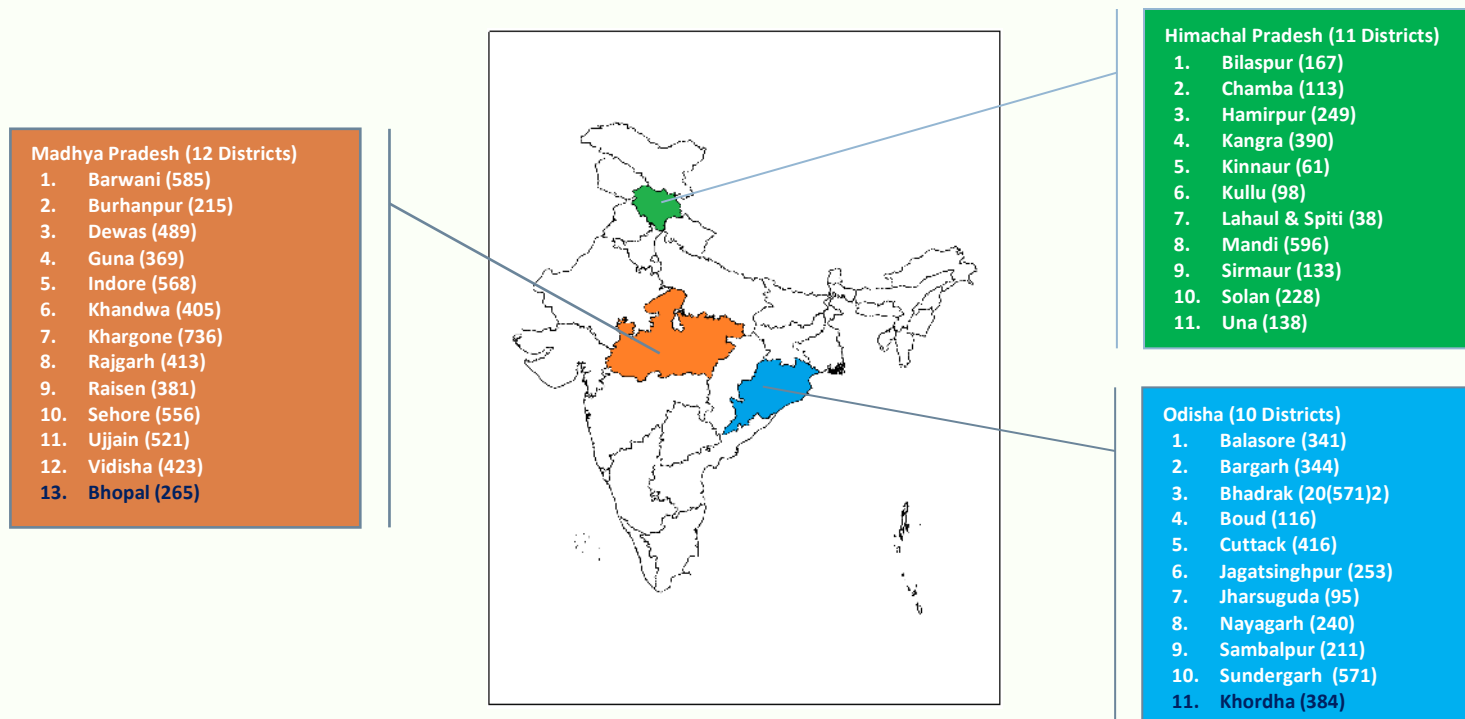 Madhya Pradesh (12 Districts)
1. Barwani (585)
2. Burhanpur (215)
3. Dewas (489)
4. Guna (369)
5. Indore (568)
6. Khandwa (405)
7. Khargone (736)
8. Rajgarh (413)
9. Raisen (381)
10. Sehore (556)
11. Ujjain (521)
12. Vidisha (423)
13. Bhopal (265)
Himachal Pradesh (11 Districts)
1. Bilaspur (167)
2. Chamba (113)
3. Hamirpur (249)
4. Kangra (390)
5. Kinnaur (61)
6. Kullu (98)
7. Lahaul & Spiti (38)
8. Mandi (596)
9. Sirmaur (133)
10. Solan (228)
11. Una (138)
Odisha (10 Districts)
1. Balasore (341)
2. Bargarh (344)
3. Bhadrak (20(571)2)
4. Boud (116)
5. Cuttack (416)
6. Jagatsinghpur (253)
7. Jharsuguda (95)
8. Nayagarh (240)
9. Sambalpur (211)
10. Sundergarh (571)
11. Khordha (384)